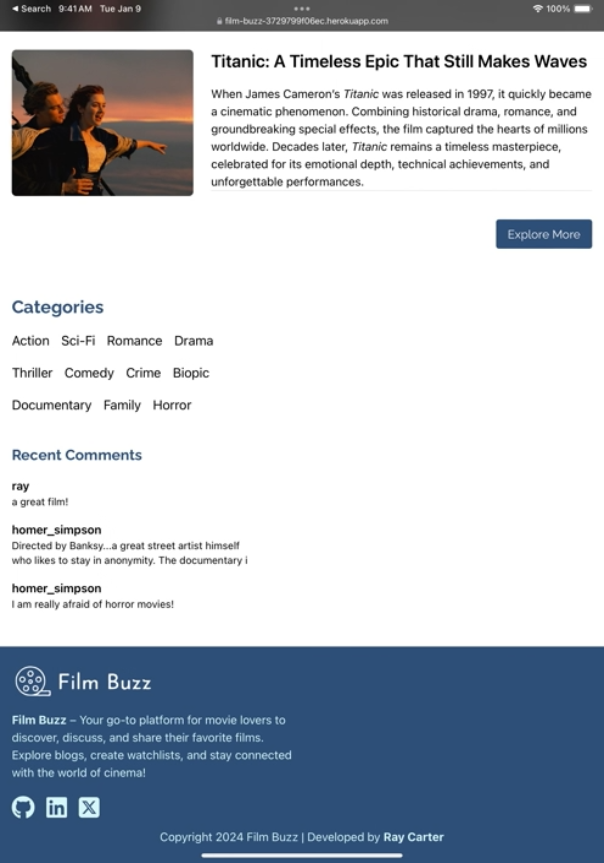 ◀ Search 9:41 AM Tue Jan 9
100%
film-buzz-3729799f06ec.herokuapp.com
Titanic: A Timeless Epic That Still Makes Waves
When James Cameron's Titanic was released in 1997, it quickly became
a cinematic phenomenon. Combining historical drama, romance, and
groundbreaking special effects, the film captured the hearts of millions
worldwide. Decades later, Titanic remains a timeless masterpiece,
celebrated for its emotional depth, technical achievements, and
unforgettable performances.
Explore More
Categories
Action Sci-Fi Romance Drama
Thriller Comedy Crime Biopic
Documentary Family Horror
Recent Comments
ray
a great film!
homer_simpson
Directed by Banksy...a great street artist himself
who likes to stay in anonymity. The documentary i
homer_simpson
I am really afraid of horror movies!
Film Buzz
Film Buzz – Your go-to platform for movie lovers to
discover, discuss, and share their favorite films.
Explore blogs, create watchlists, and stay connected
with the world of cinema!
in X
Copyright 2024 Film Buzz | Developed by Ray Carter